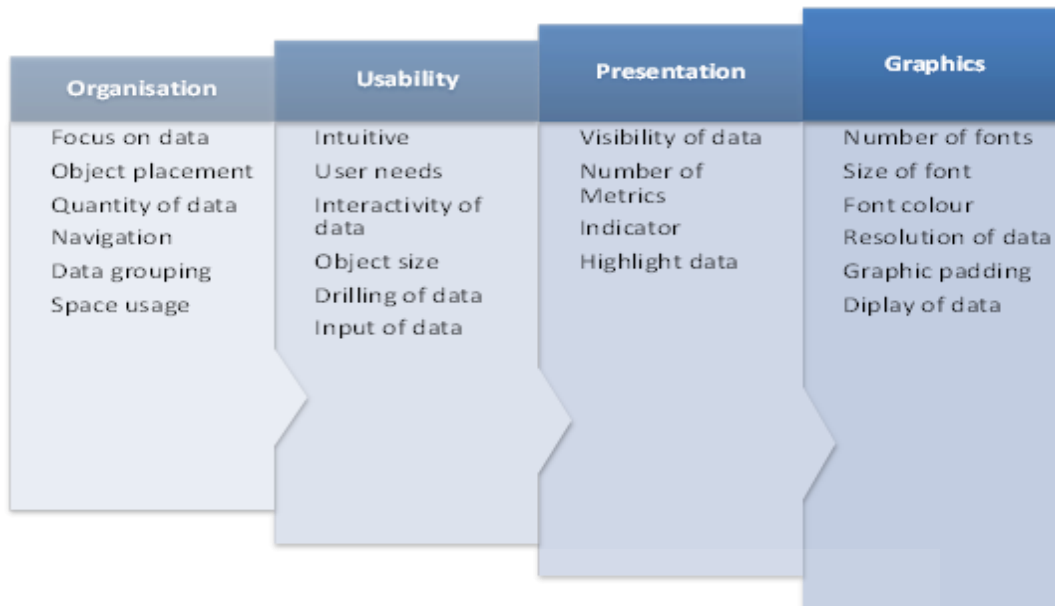 Organisation
Focus on data
Object placement
Quantity of data
Navigation
Data grouping
Space usage
Usability
Intuitive
User needs
Interactivity of
data
Object size
Drilling of data
Input of data
Presentation
Visibility of data
Number of
Metrics
Indicator
Highlight data
Graphics
Number of fonts
Size of font
Font colour
Resolution of data
Graphic padding
Diplay of data